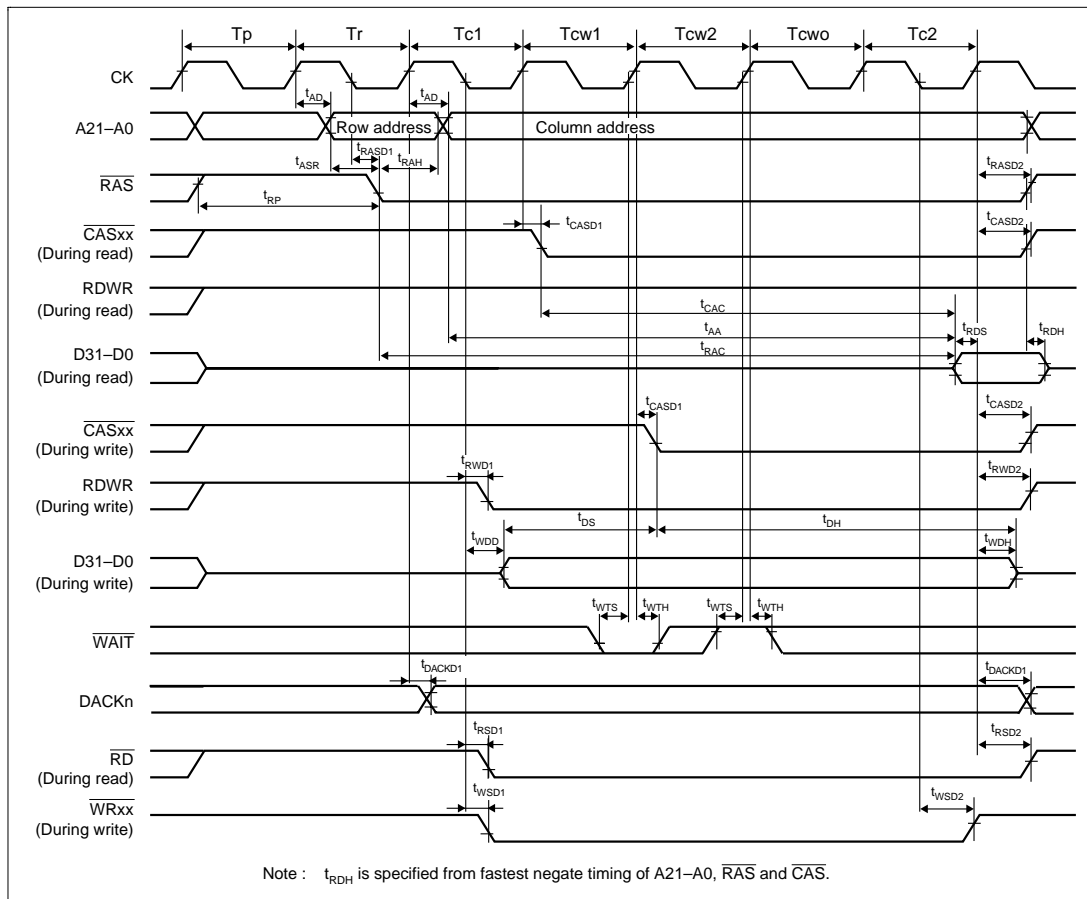 Tp Tr Tc1 Tcw1 Tcw2 Tcwo Tc2
CK
tAD tAD
A21–A0 Row address Column address
tRASD1
tASR tRAH tRASD2
RAS
tRP
tCASD1 tCASD2
CASxx
(During read)
RDWR
(During read)
tCAC
tAA
tRDS tRDH
tRAC
D31–D0
(During read)
tCASD1 tCASD2
CASxx
(During write)
tRWD1 tRWD2
RDWR
(During write)
tDS tDH
tWDD tWDH
D31–D0
(During write)
tWTS tWTH tWTS tWTH
WAIT
tDACKD1 tDACKD1
DACKn
tRSD1 tRSD2
RD
(During read)
tWSD1 tWSD2
WRxx
(During write)
Note : tRDH is specified from fastest negate timing of A21–A0, RAS and CAS.